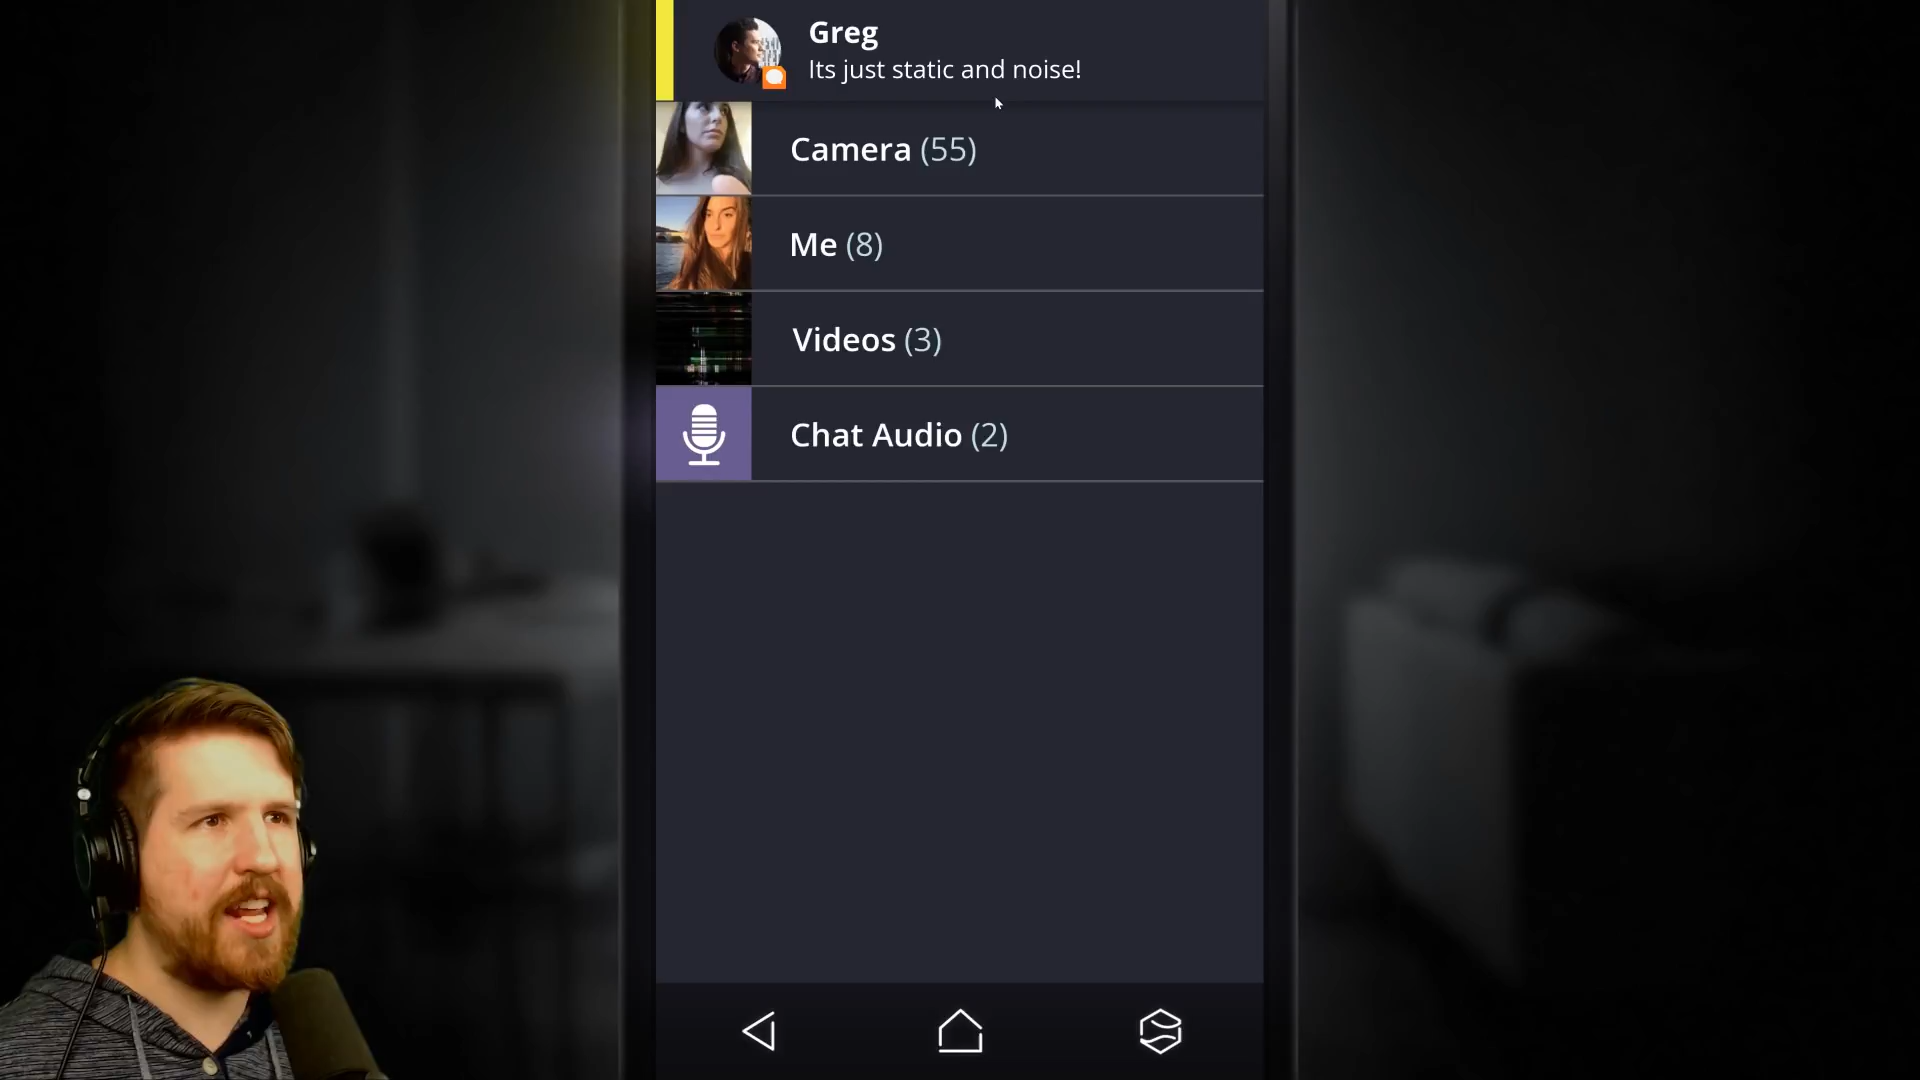 Greg
Its just static and noise!
Camera (55)
Me (8)
Videos (3)
Chat Audio (2)